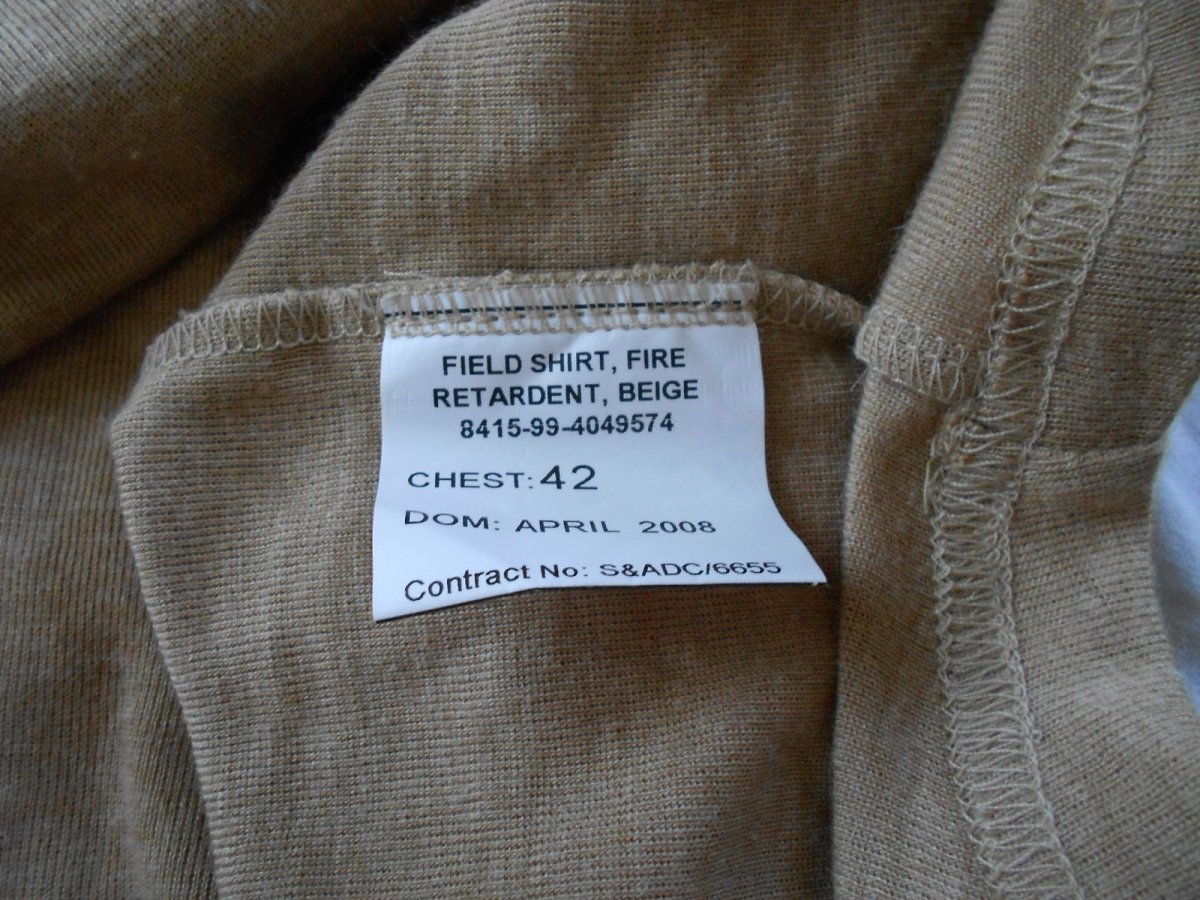 FIELD SHIRT, FIRE
RETARDENT, BEIGE
8415-99-4049574
CHEST: 42
DOM: APRIL 2008
Contract No: S&ADC/6655